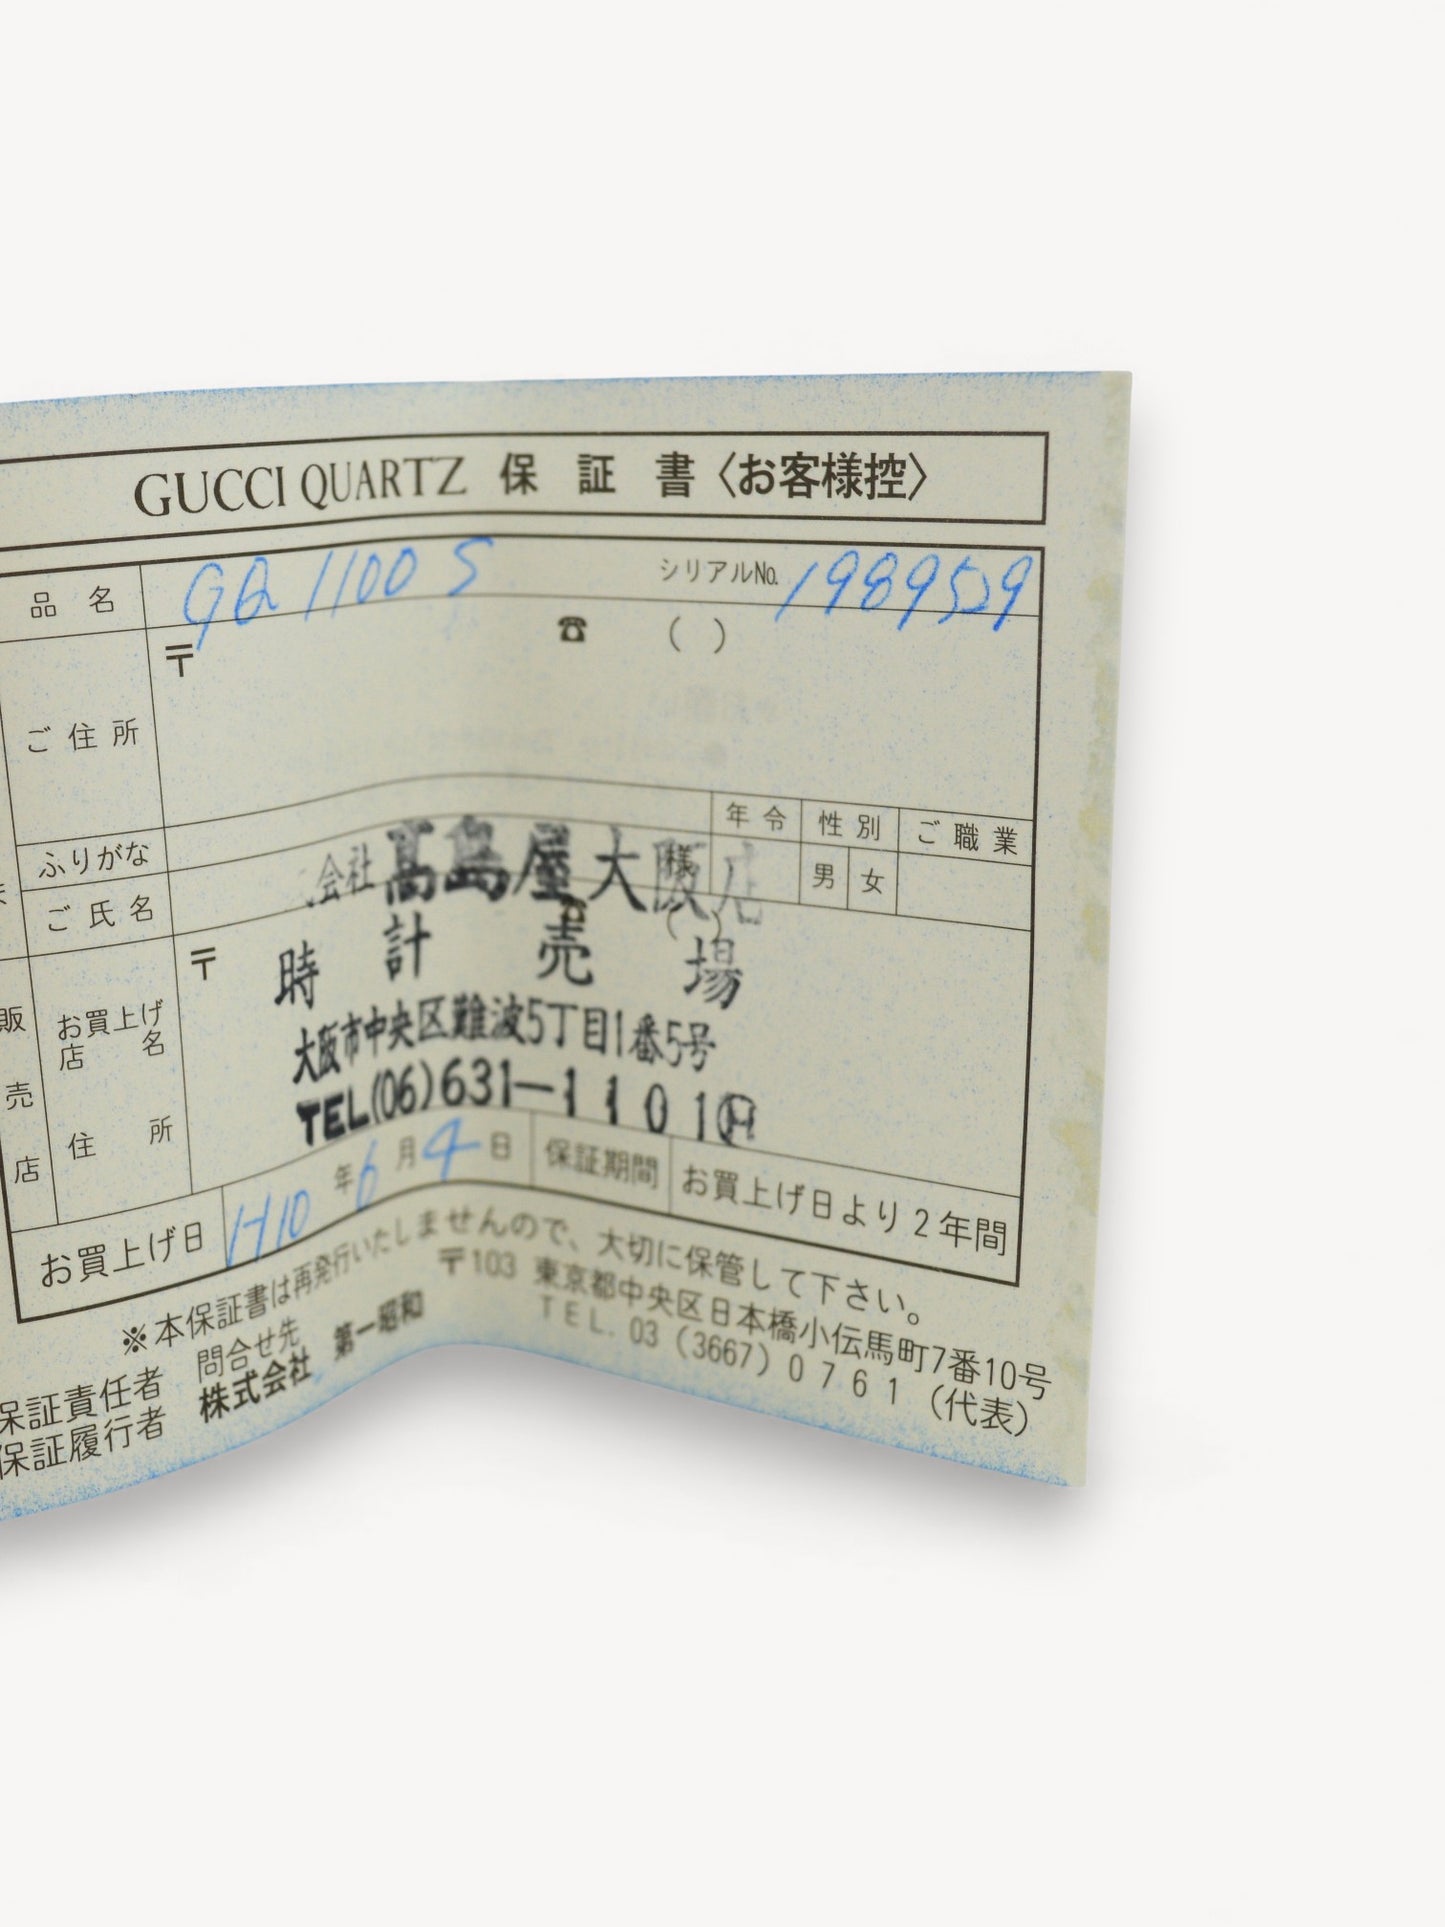 GUCCI QUARTZ 保証書〈お客様控〉
品名 GQ 1100 S シリアルNo. 1989529
ご住所 〒 ☎ ( )
ふりがな 年令 性別 ご職業
ご氏名 様 男 女
会社 髙島屋大阪店
時計売場
大阪市中央区難波5丁目1番5号
TEL(06)631-1101
販売店
お買上げ店名
住所
〒 ☎ ( )
お買上げ日 H10年6月4日 保証期間 お買上げ日より2年間
※本保証書は再発行いたしませんので、大切に保管して下さい。
保証責任者 問合せ先 〒103 東京都中央区日本橋小伝馬町7番10号
保証履行者 株式会社 第一昭和 TEL. 03 (3667) 0761 (代表)